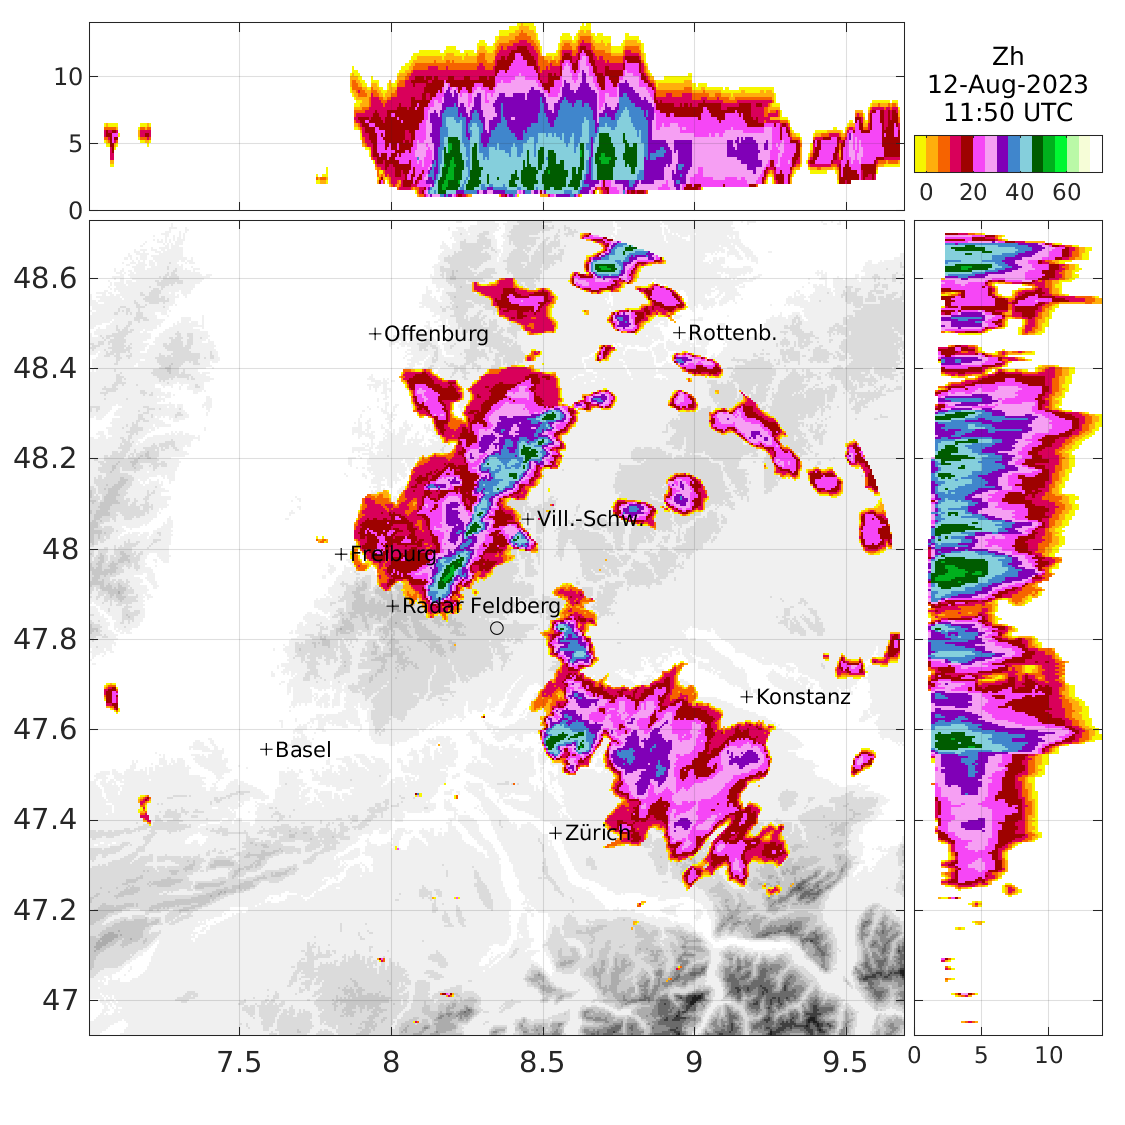 10
5
0
Zh
12-Aug-2023
11:50 UTC
0 20 40 60
48.6
48.4
48.2
48
47.8
47.6
47.4
47.2
47
+Offenburg
+Rottenb.
+Vill.-Schw.
+Freiburg
+Radar Feldberg
+Konstanz
+Basel
+Zürich
7.5 8 8.5 9 9.5
0 5 10